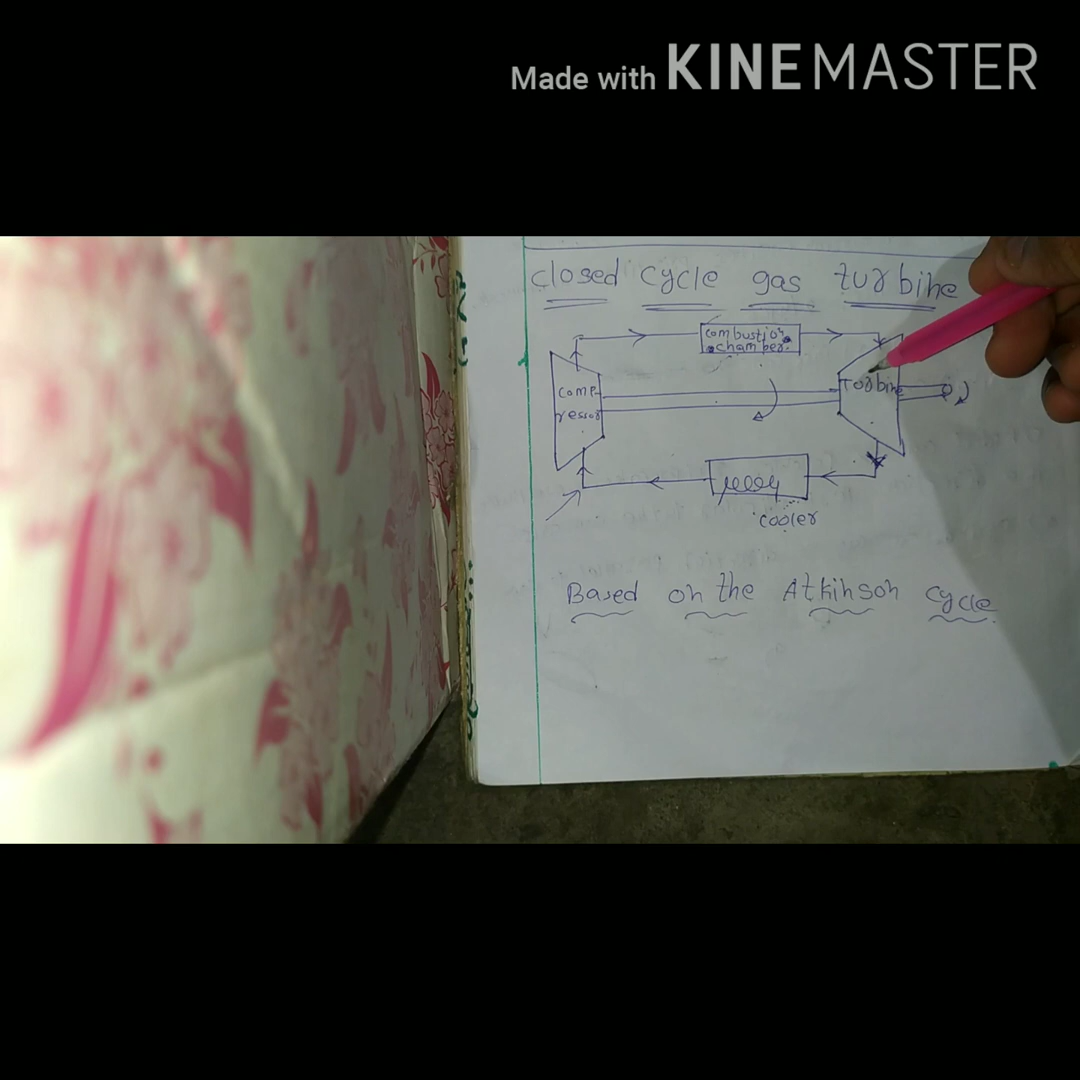 Made with KINEMASTER
closed cycle gas turbine
combustion
chamber.
comp-
ressor
Turbine
cooler
Based on the Atkinson cycle.